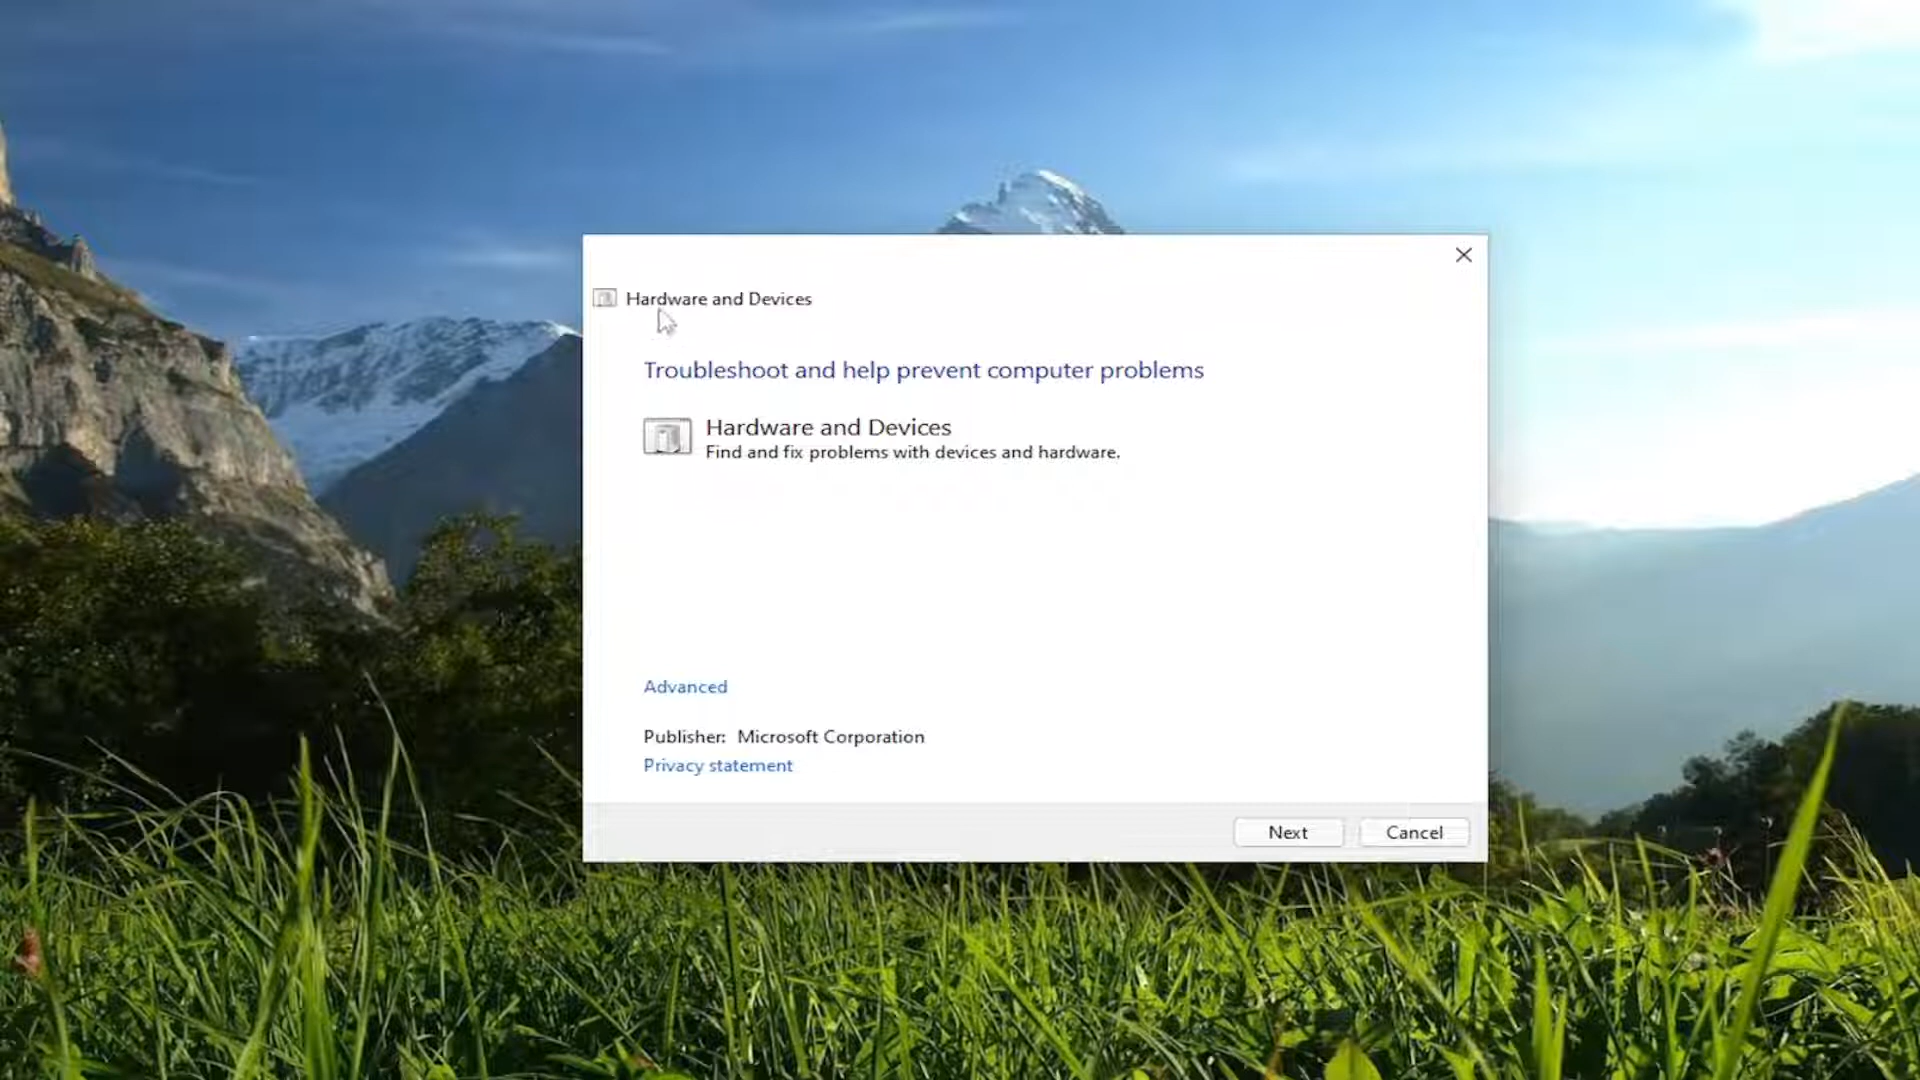 Hardware and Devices
Troubleshoot and help prevent computer problems
Hardware and Devices
Find and fix problems with devices and hardware.
Advanced
Publisher: Microsoft Corporation
Privacy statement
Next Cancel